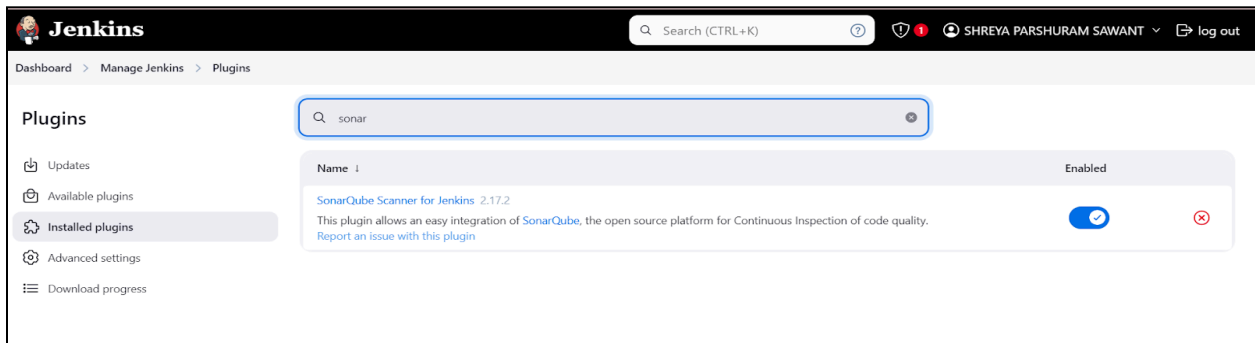 Jenkins
Search (CTRL+K)
1
SHREYA PARSHURAM SAWANT
log out
Dashboard > Manage Jenkins > Plugins
Plugins
sonar
Updates
Available plugins
Installed plugins
Advanced settings
Download progress
Name ↓ Enabled
SonarQube Scanner for Jenkins 2.17.2
This plugin allows an easy integration of SonarQube, the open source platform for Continuous Inspection of code quality.
Report an issue with this plugin